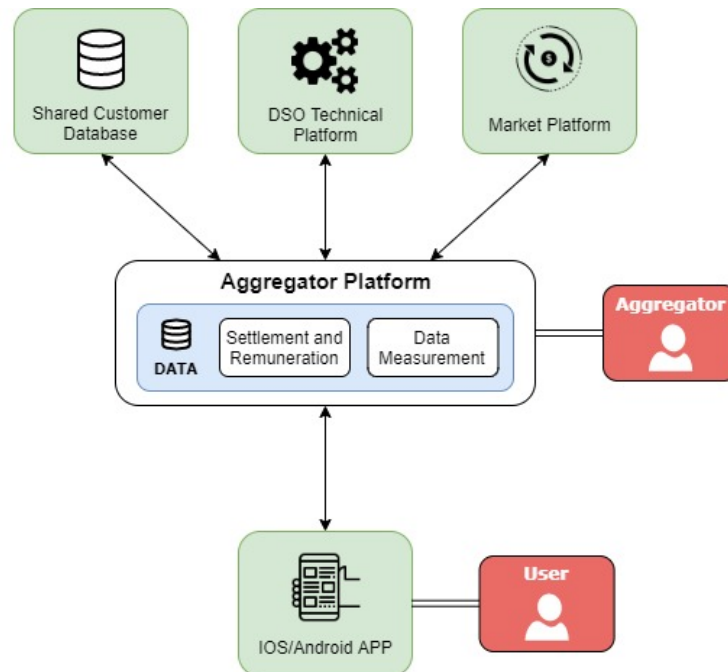 Shared Customer
Database
DSO Technical
Platform
Market Platform
$
Aggregator Platform
DATA
Settlement and
Remuneration
Data
Measurement
Aggregator
IOS/Android APP
User